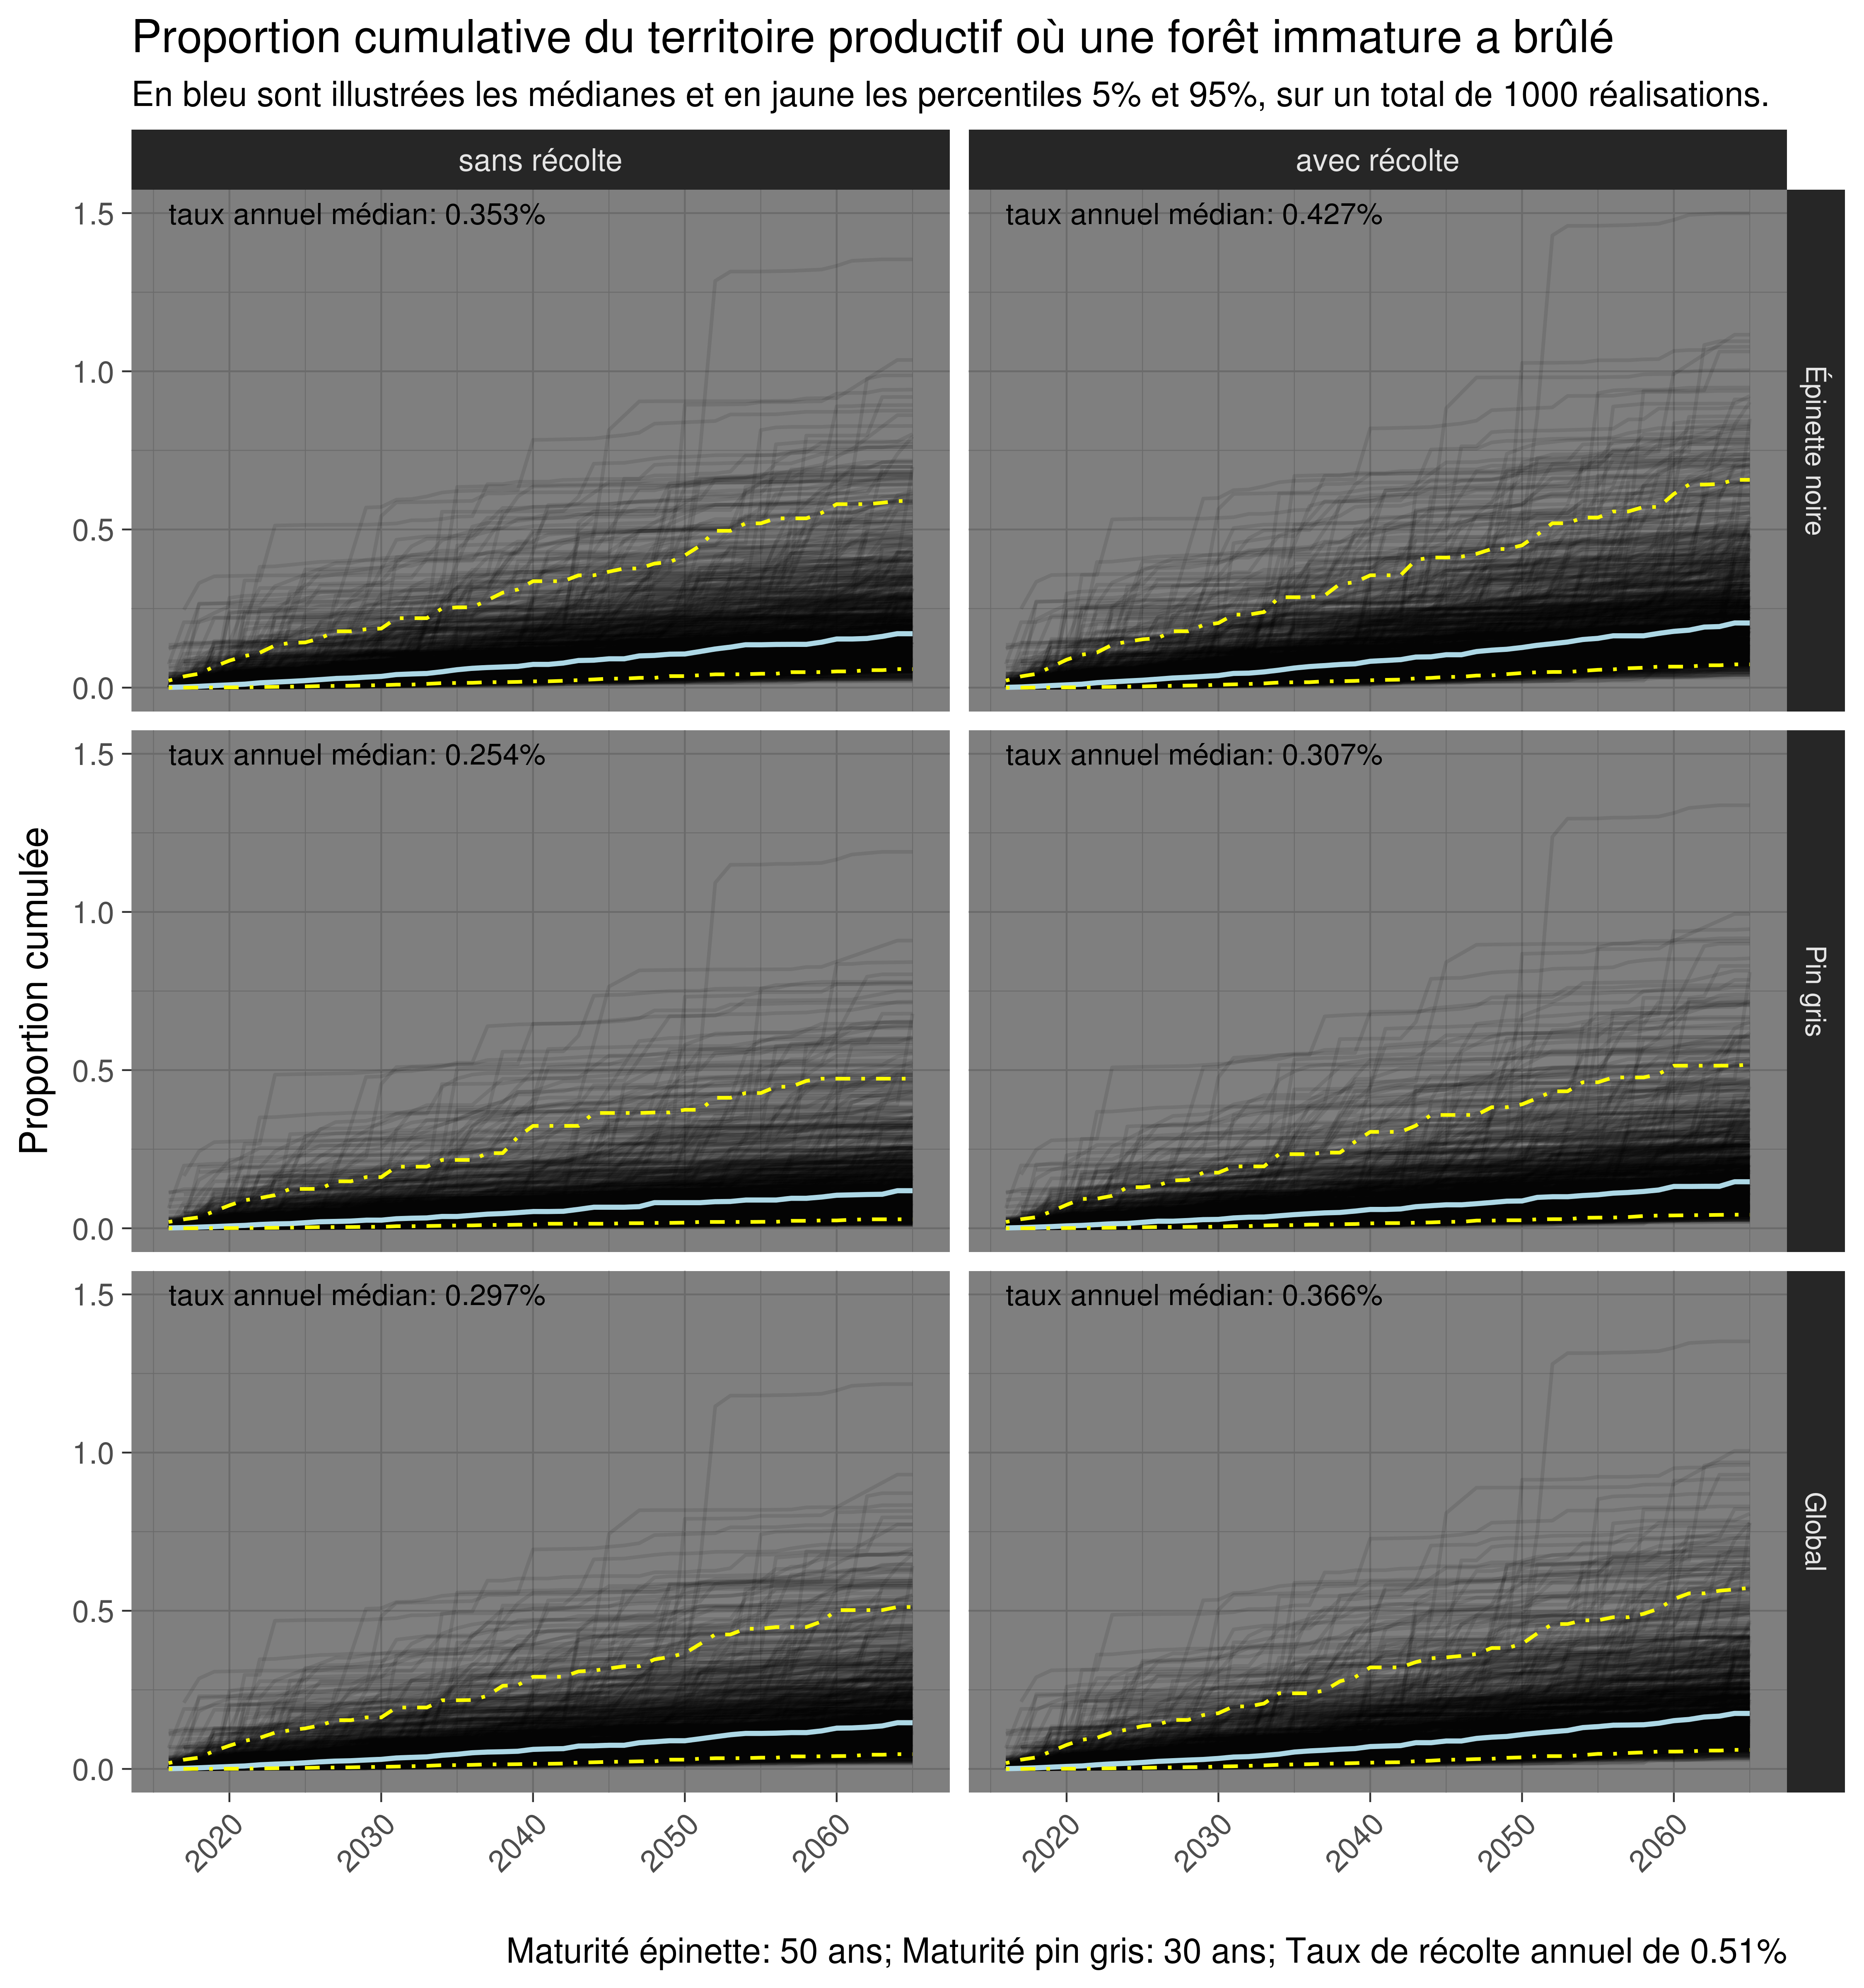 Proportion cumulative du territoire productif où une forêt immature a brûlé
En bleu sont illustrées les médianes et en jaune les percentiles 5% et 95%, sur un total de 1000 réalisations.
sans récolte
avec récolte
Proportion cumulée
1.5
1.0
0.5
0.0
taux annuel médian: 0.353%
taux annuel médian: 0.427%
Épinette noire
1.5
1.0
0.5
0.0
taux annuel médian: 0.254%
taux annuel médian: 0.307%
Pin gris
1.5
1.0
0.5
0.0
taux annuel médian: 0.297%
taux annuel médian: 0.366%
Global
2020 2030 2040 2050 2060
2020 2030 2040 2050 2060
Maturité épinette: 50 ans; Maturité pin gris: 30 ans; Taux de récolte annuel de 0.51%